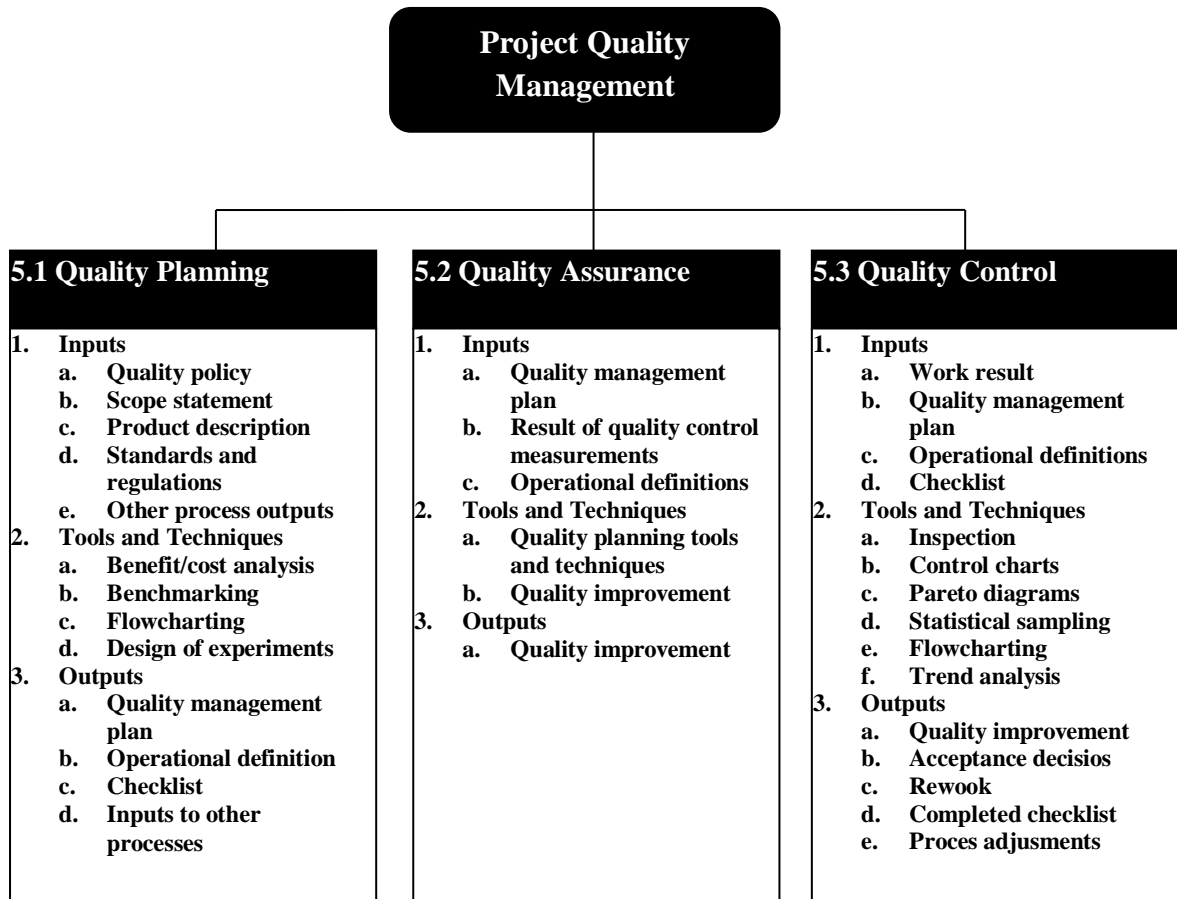 Project Quality
Management
5.1 Quality Planning
1. Inputs
a. Quality policy
b. Scope statement
c. Product description
d. Standards and
regulations
e. Other process outputs
2. Tools and Techniques
a. Benefit/cost analysis
b. Benchmarking
c. Flowcharting
d. Design of experiments
3. Outputs
a. Quality management
plan
b. Operational definition
c. Checklist
d. Inputs to other
processes
5.2 Quality Assurance
1. Inputs
a. Quality management
plan
b. Result of quality control
measurements
c. Operational definitions
2. Tools and Techniques
a. Quality planning tools
and techniques
b. Quality improvement
3. Outputs
a. Quality improvement
5.3 Quality Control
1. Inputs
a. Work result
b. Quality management
plan
c. Operational definitions
d. Checklist
2. Tools and Techniques
a. Inspection
b. Control charts
c. Pareto diagrams
d. Statistical sampling
e. Flowcharting
f. Trend analysis
3. Outputs
a. Quality improvement
b. Acceptance decisios
c. Rewook
d. Completed checklist
e. Proces adjusments